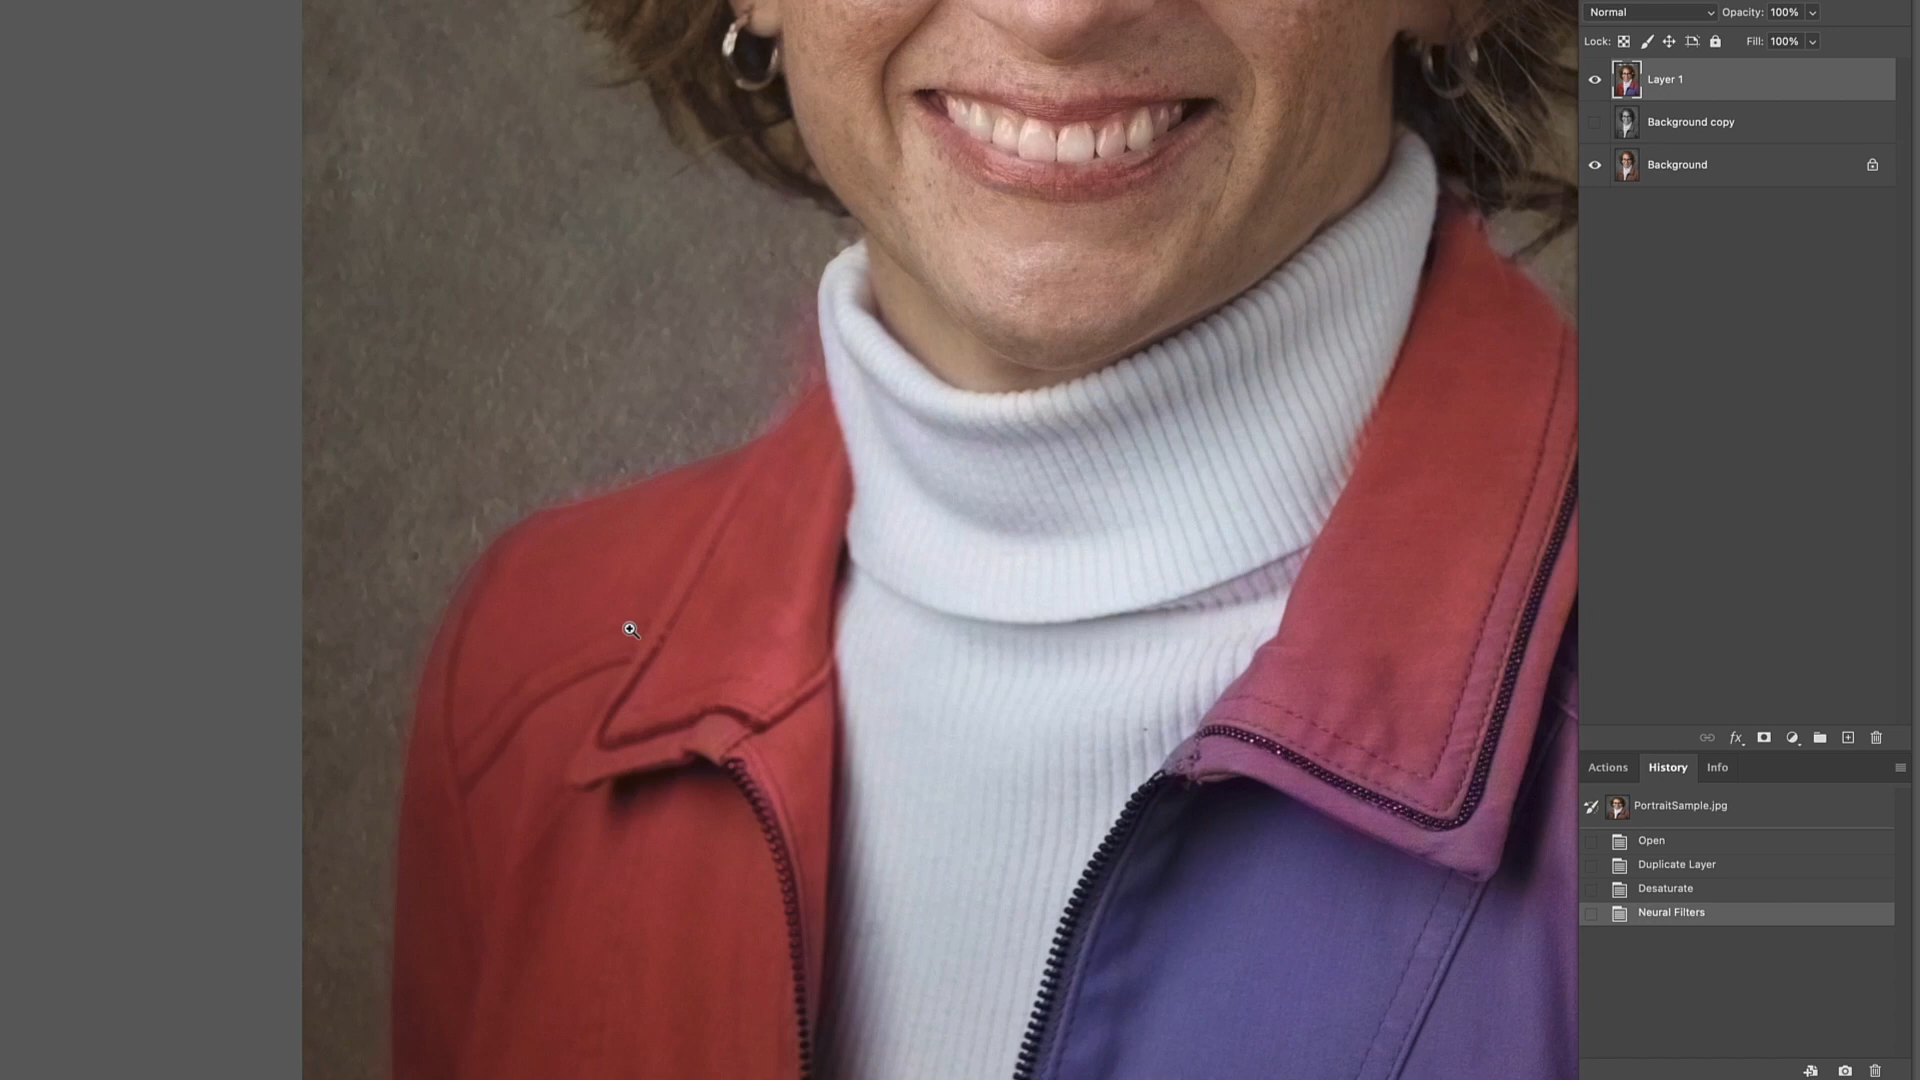 Normal Opacity: 100%
Lock: Fill: 100%
Layer 1
Background copy
Background
fx
Actions History Info
PortraitSample.jpg
Open
Duplicate Layer
Desaturate
Neural Filters